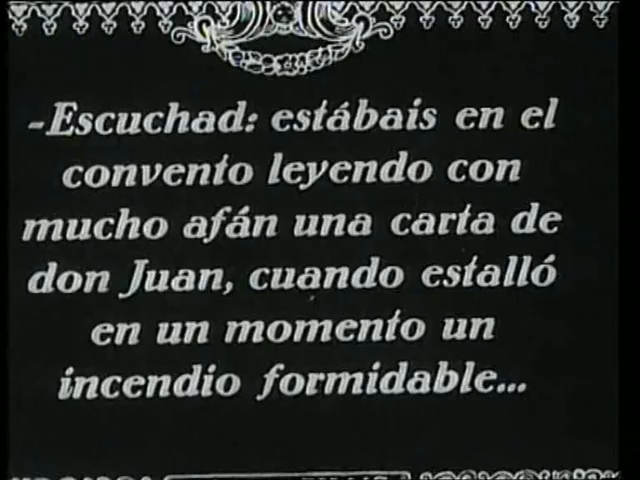 -Escuchad: estábais en el
convento leyendo con
mucho afán una carta de
don Juan, cuando estalló
en un momento un
incendio formidable...